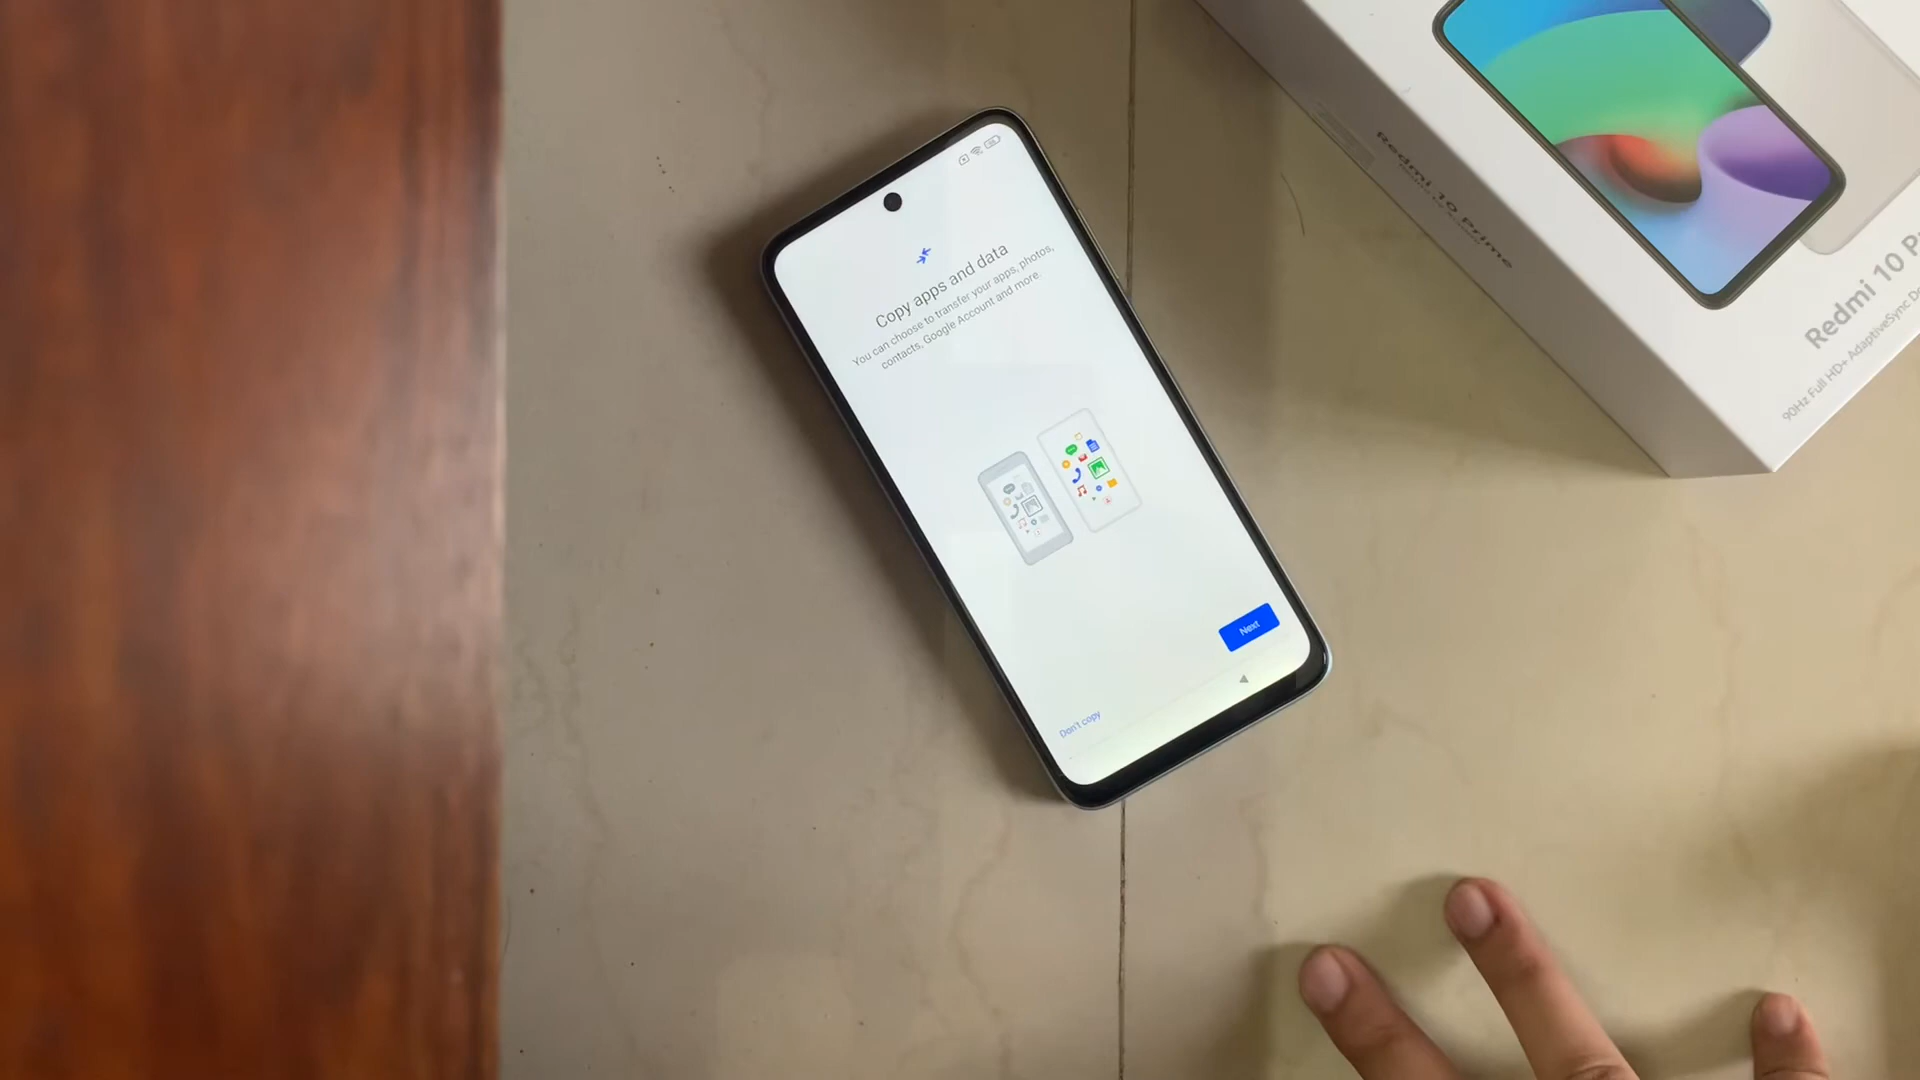 Copy apps and data
You can choose to transfer your apps, photos,
contacts, Google Account and more.
Next
Don't copy
Redmi 10 Prime
Redmi 10 P
90Hz Full HD+ AdaptiveSync D